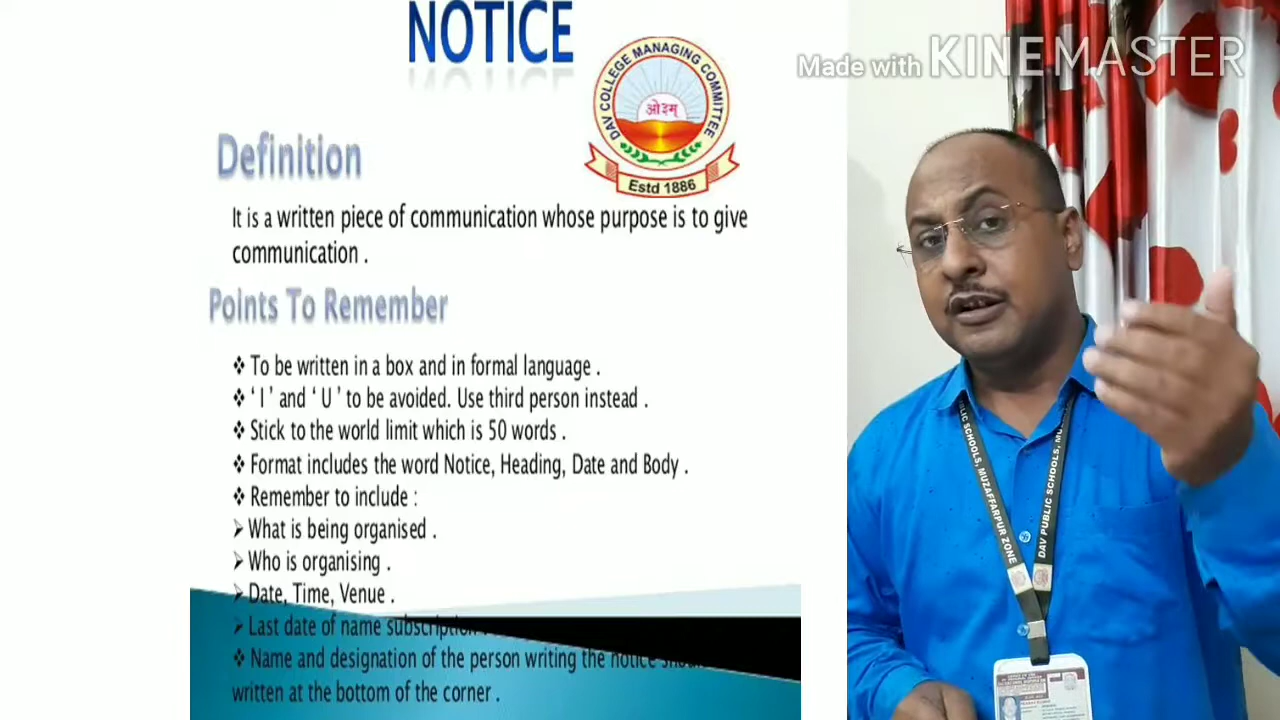 NOTICE
Made with KINEMASTER
DAV COLLEGE MANAGING COMMITTEE
ओ३म्
Estd 1886
Definition
It is a written piece of communication whose purpose is to give
communication .
Points To Remember
❖ To be written in a box and in formal language .
❖ ‘ I ’ and ‘ U ’ to be avoided. Use third person instead .
❖ Stick to the world limit which is 50 words .
❖ Format includes the word Notice, Heading, Date and Body .
❖ Remember to include :
➢ What is being organised .
➢ Who is organising .
➢ Date, Time, Venue .
➢ Last date of name subscription
❖ Name and designation of the person writing the notice
written at the bottom of the corner .
PUBLIC SCHOOLS, MUZAFFARPUR ZONE
DAV PUBLIC SCHOOLS,